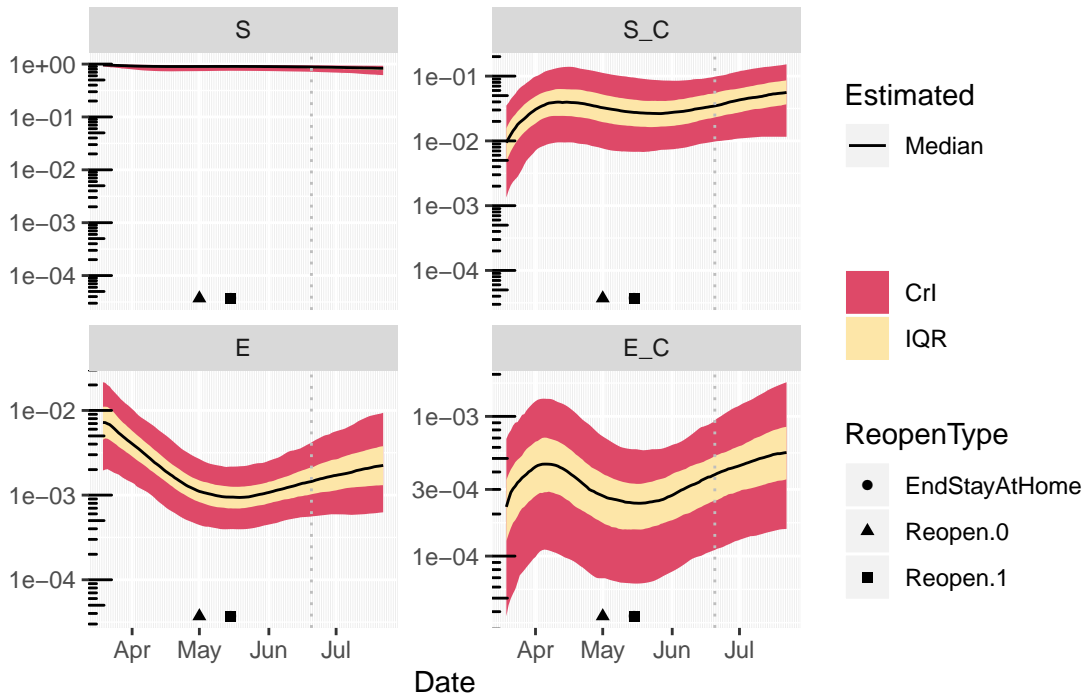 S
S_C
1e+00
1e−01
1e−02
1e−03
1e−04
1e−01
1e−02
1e−03
1e−04
E
E_C
1e−02
1e−03
1e−04
1e−03
3e−04
1e−04
Apr May Jun Jul
Apr May Jun Jul
Date
Estimated
Median
CrI
IQR
ReopenType
EndStayAtHome
Reopen.0
Reopen.1